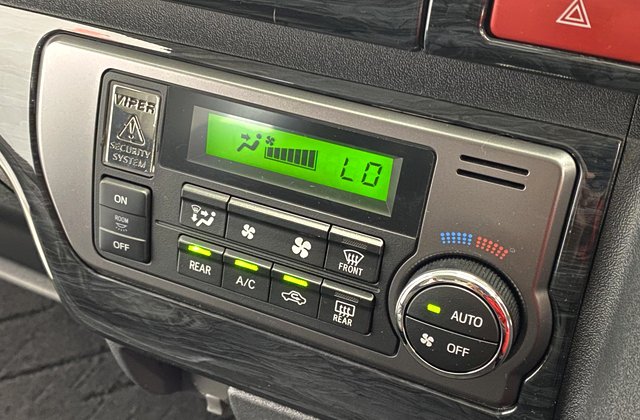 VIPER
SECURITY
SYSTEM
LO
ON
ROOM
OFF
FRONT
REAR
A/C
REAR
AUTO
OFF